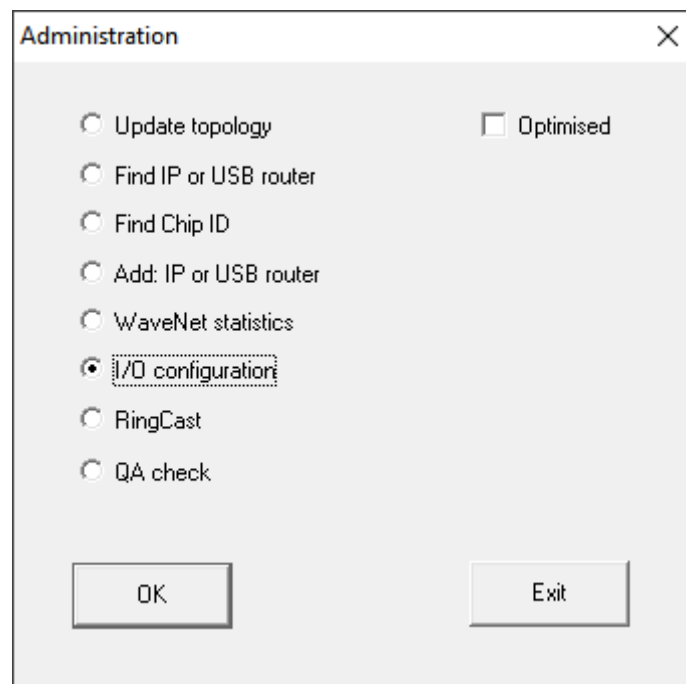 Administration
Update topology
Optimised
Find IP or USB router
Find Chip ID
Add: IP or USB router
WaveNet statistics
I/O configuration
RingCast
QA check
OK
Exit